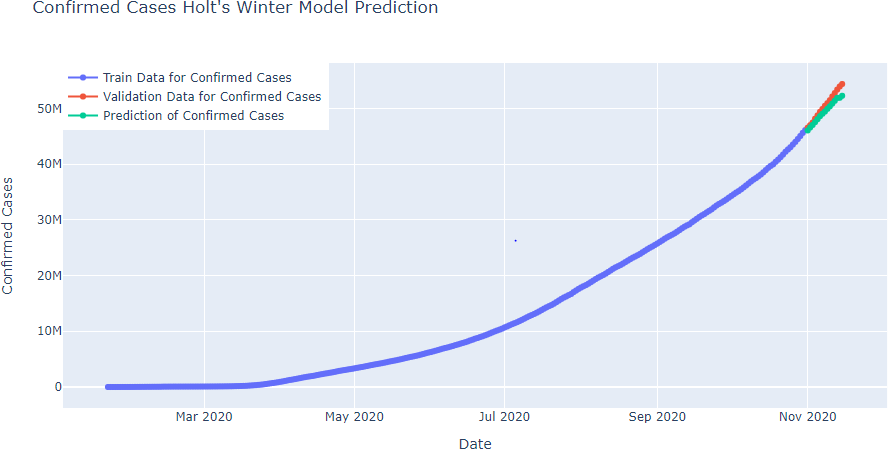 Confirmed Cases Holt's Winter Model Prediction
Train Data for Confirmed Cases
Validation Data for Confirmed Cases
Prediction of Confirmed Cases
50M
40M
30M
20M
10M
0
Confirmed Cases
Mar 2020 May 2020 Jul 2020 Sep 2020 Nov 2020
Date